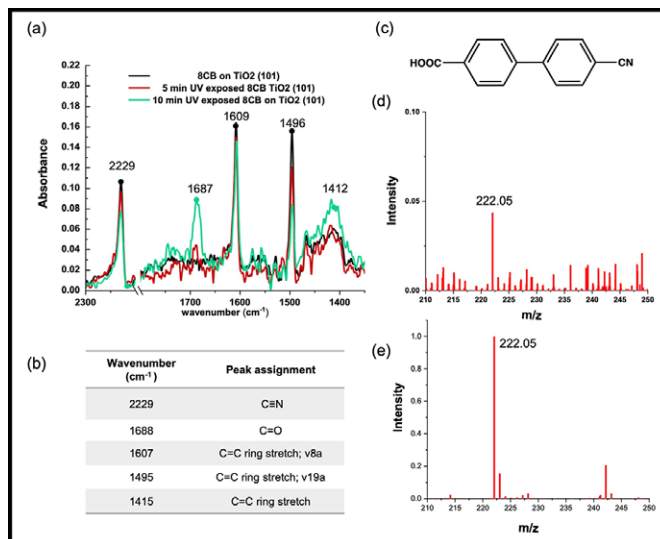 (a)
8CB on TiO2 (101)
5 min UV exposed 8CB TiO2 (101)
10 min UV exposed 8CB on TiO2 (101)
0.20
0.18
0.16
0.14
0.12
0.10
0.08
0.06
0.04
0.02
0.00
Absorbance
2229
1687
1609
1496
1412
2300 1700 1600 1500 1400
wavenumber (cm-1)
(b)
Wavenumber (cm-1) Peak assignment
2229 C≡N
1688 C=O
1607 C=C ring stretch; v8a
1495 C=C ring stretch; v19a
1415 C=C ring stretch
(c)
HOOC CN
(d)
0.10
0.05
0.00
Intensity
222.05
210 215 220 225 230 235 240 245 250
m/z
(e)
1.0
0.8
0.6
0.4
0.2
0.0
Intensity
222.05
210 215 220 225 230 235 240 245 250
m/z